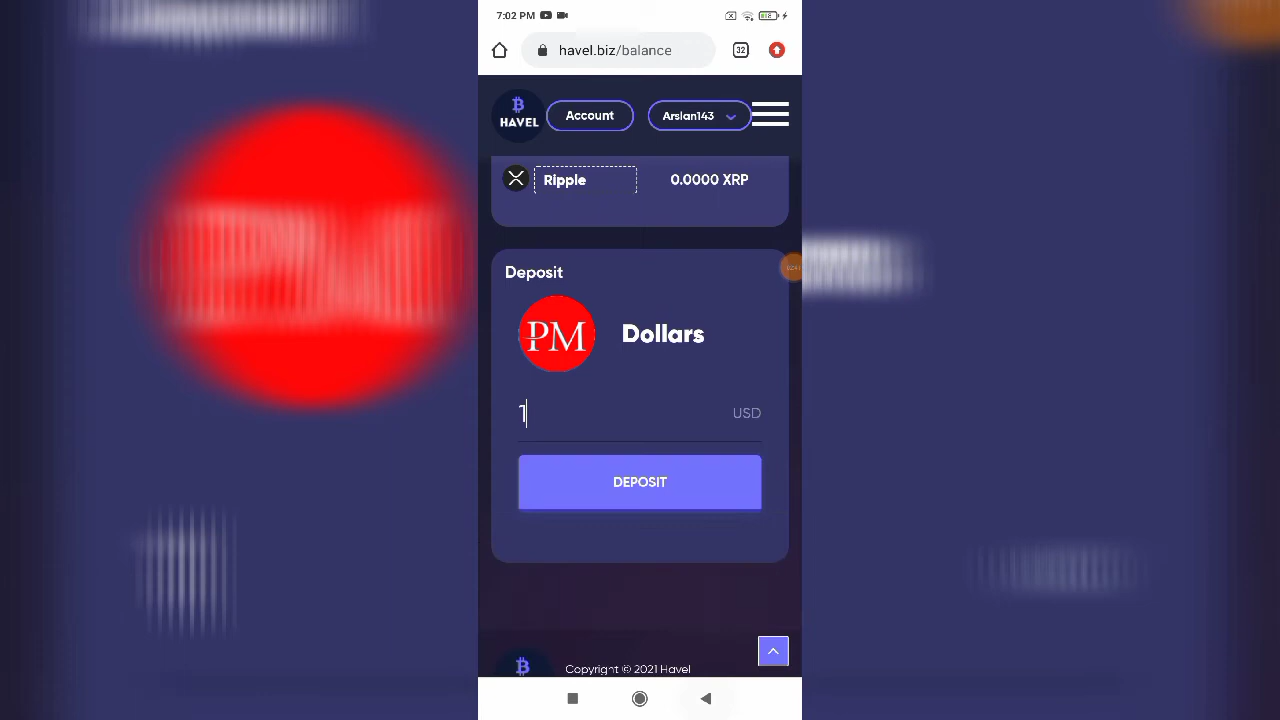 7:02 PM
havel.biz/balance
32
HAVEL
Account
Arslan143
Ripple
0.0000 XRP
Deposit
PM
Dollars
1
USD
DEPOSIT
Copyright © 2021 Havel